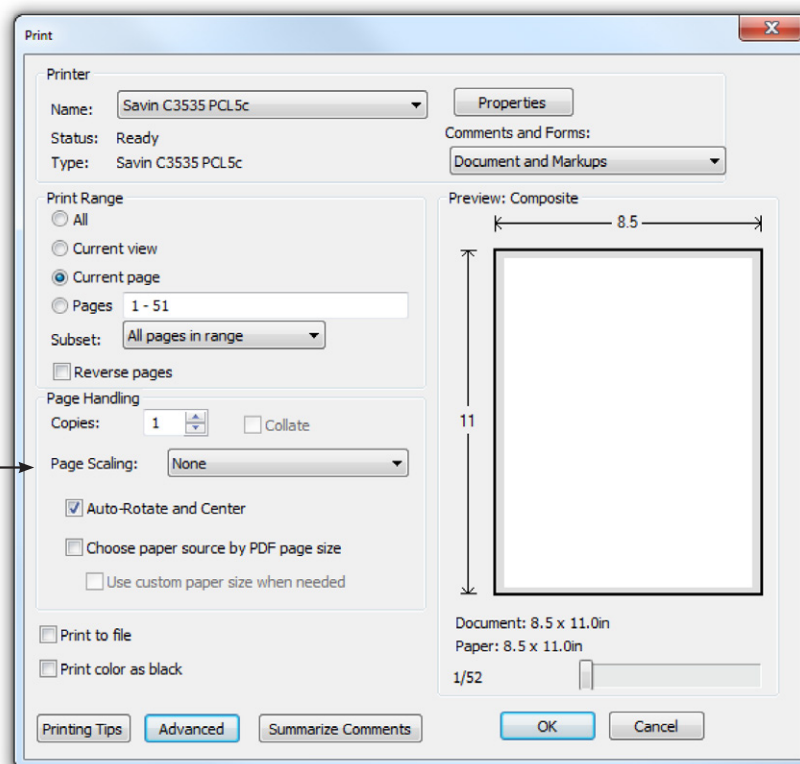 Print
Printer
Name: Savin C3535 PCL5c
Properties
Status: Ready
Comments and Forms:
Type: Savin C3535 PCL5c
Document and Markups
Print Range
All
Current view
Current page
Pages 1 - 51
Subset: All pages in range
Reverse pages
Page Handling
Copies: 1 Collate
Page Scaling: None
Auto-Rotate and Center
Choose paper source by PDF page size
Use custom paper size when needed
Print to file
Print color as black
Preview: Composite
8.5
11
Document: 8.5 x 11.0in
Paper: 8.5 x 11.0in
1/52
Printing Tips Advanced Summarize Comments OK Cancel